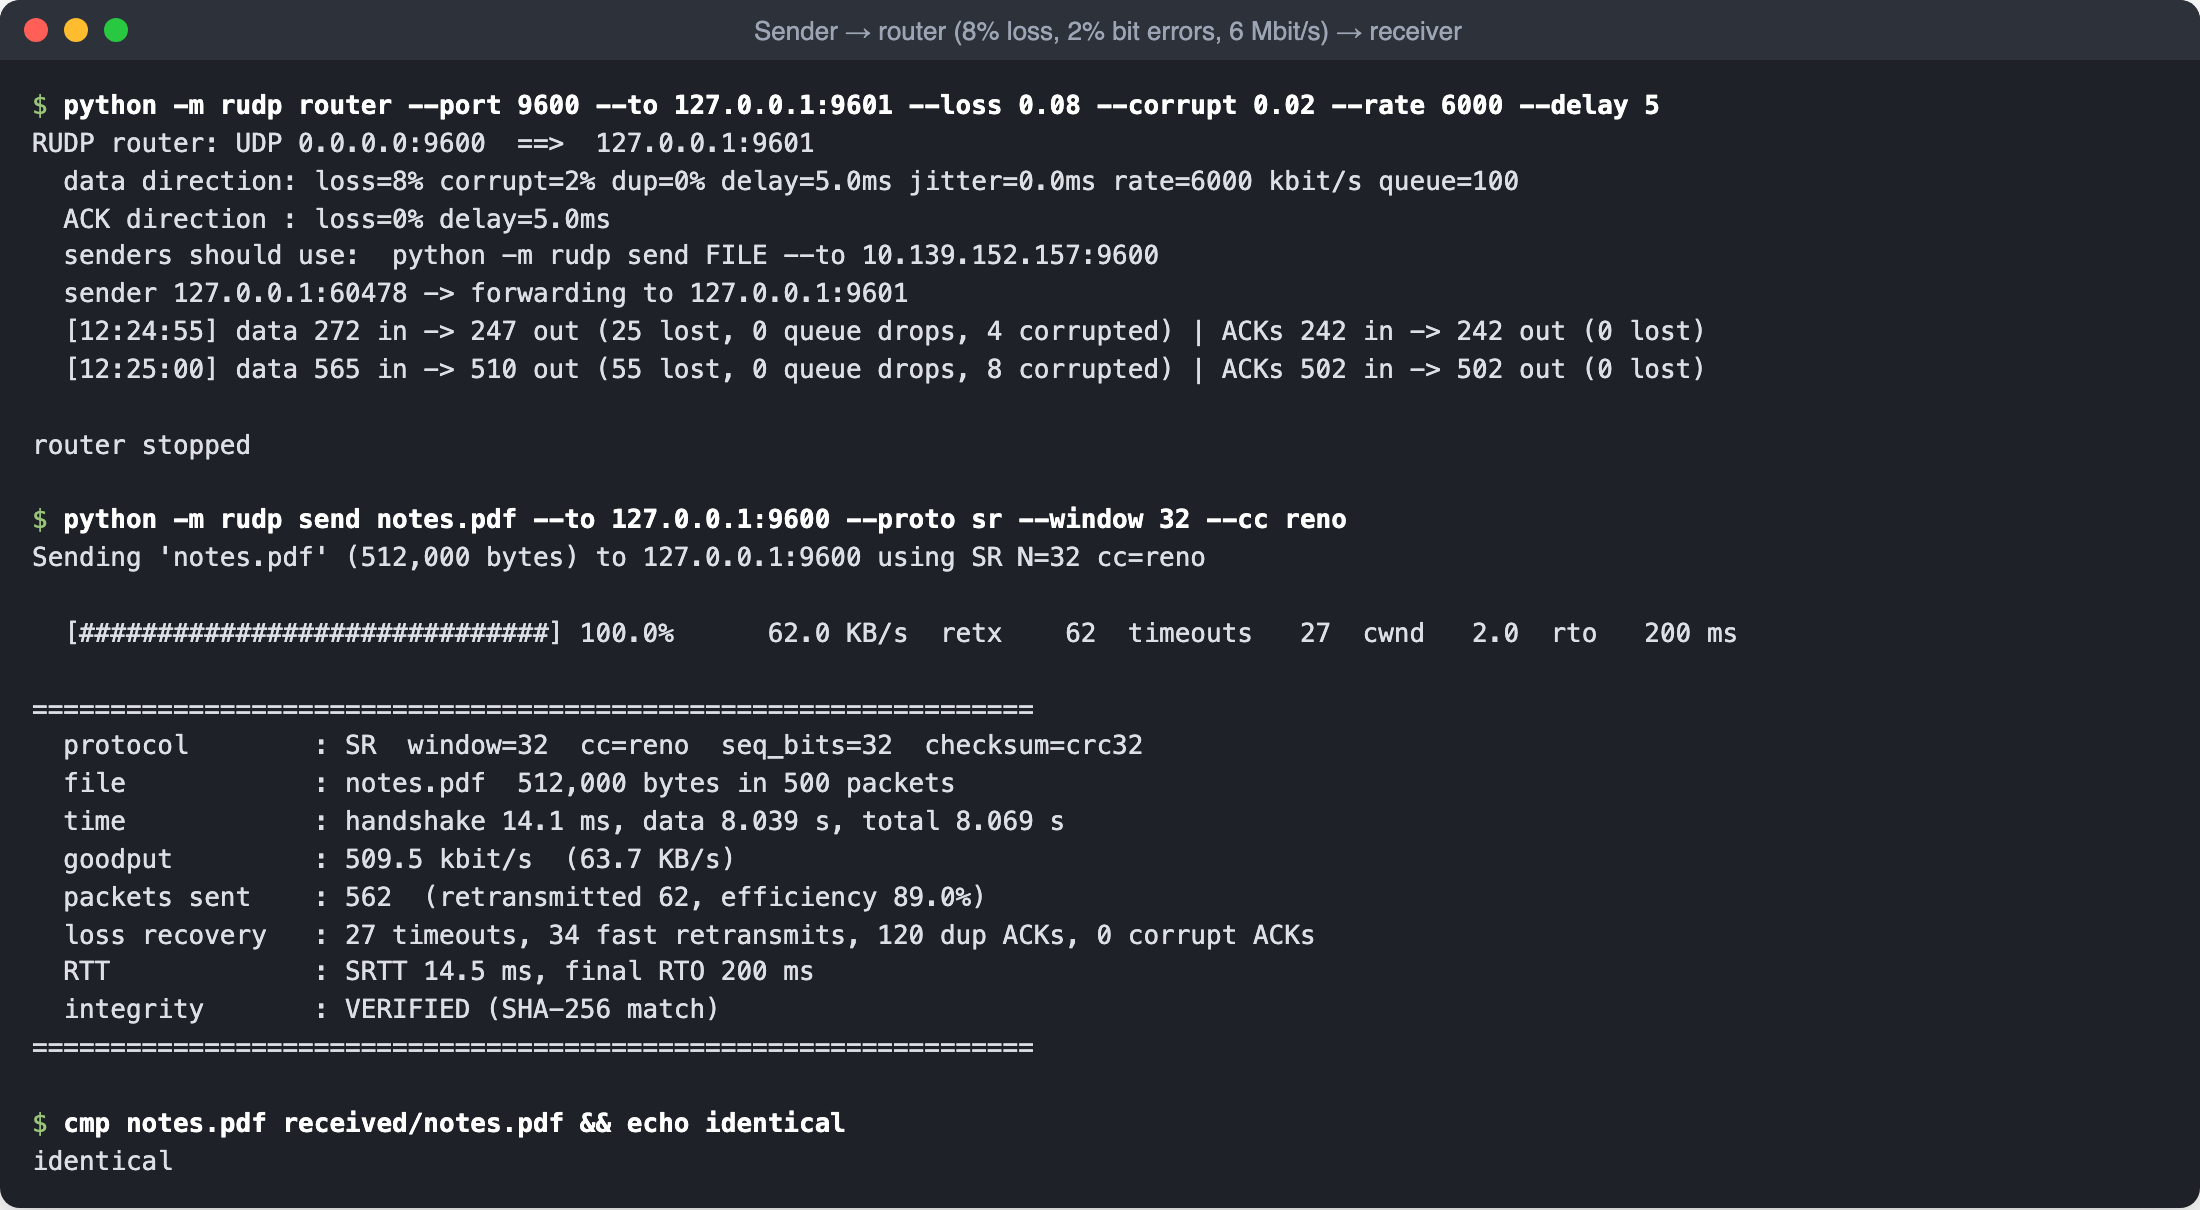 Sender → router (8% loss, 2% bit errors, 6 Mbit/s) → receiver
$ python -m rudp router --port 9600 --to 127.0.0.1:9601 --loss 0.08 --corrupt 0.02 --rate 6000 --delay 5
RUDP router: UDP 0.0.0.0:9600  ==>  127.0.0.1:9601
  data direction: loss=8% corrupt=2% dup=0% delay=5.0ms jitter=0.0ms rate=6000 kbit/s queue=100
  ACK direction : loss=0% delay=5.0ms
  senders should use:  python -m rudp send FILE --to 10.139.152.157:9600
  sender 127.0.0.1:60478 -> forwarding to 127.0.0.1:9601
  [12:24:55] data 272 in -> 247 out (25 lost, 0 queue drops, 4 corrupted) | ACKs 242 in -> 242 out (0 lost)
  [12:25:00] data 565 in -> 510 out (55 lost, 0 queue drops, 8 corrupted) | ACKs 502 in -> 502 out (0 lost)
router stopped
$ python -m rudp send notes.pdf --to 127.0.0.1:9600 --proto sr --window 32 --cc reno
Sending 'notes.pdf' (512,000 bytes) to 127.0.0.1:9600 using SR N=32 cc=reno
  [##############################] 100.0%      62.0 KB/s  retx    62  timeouts   27  cwnd   2.0  rto   200 ms
================================================================
  protocol        : SR  window=32  cc=reno  seq_bits=32  checksum=crc32
  file            : notes.pdf  512,000 bytes in 500 packets
  time            : handshake 14.1 ms, data 8.039 s, total 8.069 s
  goodput         : 509.5 kbit/s  (63.7 KB/s)
  packets sent    : 562  (retransmitted 62, efficiency 89.0%)
  loss recovery   : 27 timeouts, 34 fast retransmits, 120 dup ACKs, 0 corrupt ACKs
  RTT             : SRTT 14.5 ms, final RTO 200 ms
  integrity       : VERIFIED (SHA-256 match)
================================================================
$ cmp notes.pdf received/notes.pdf && echo identical
identical